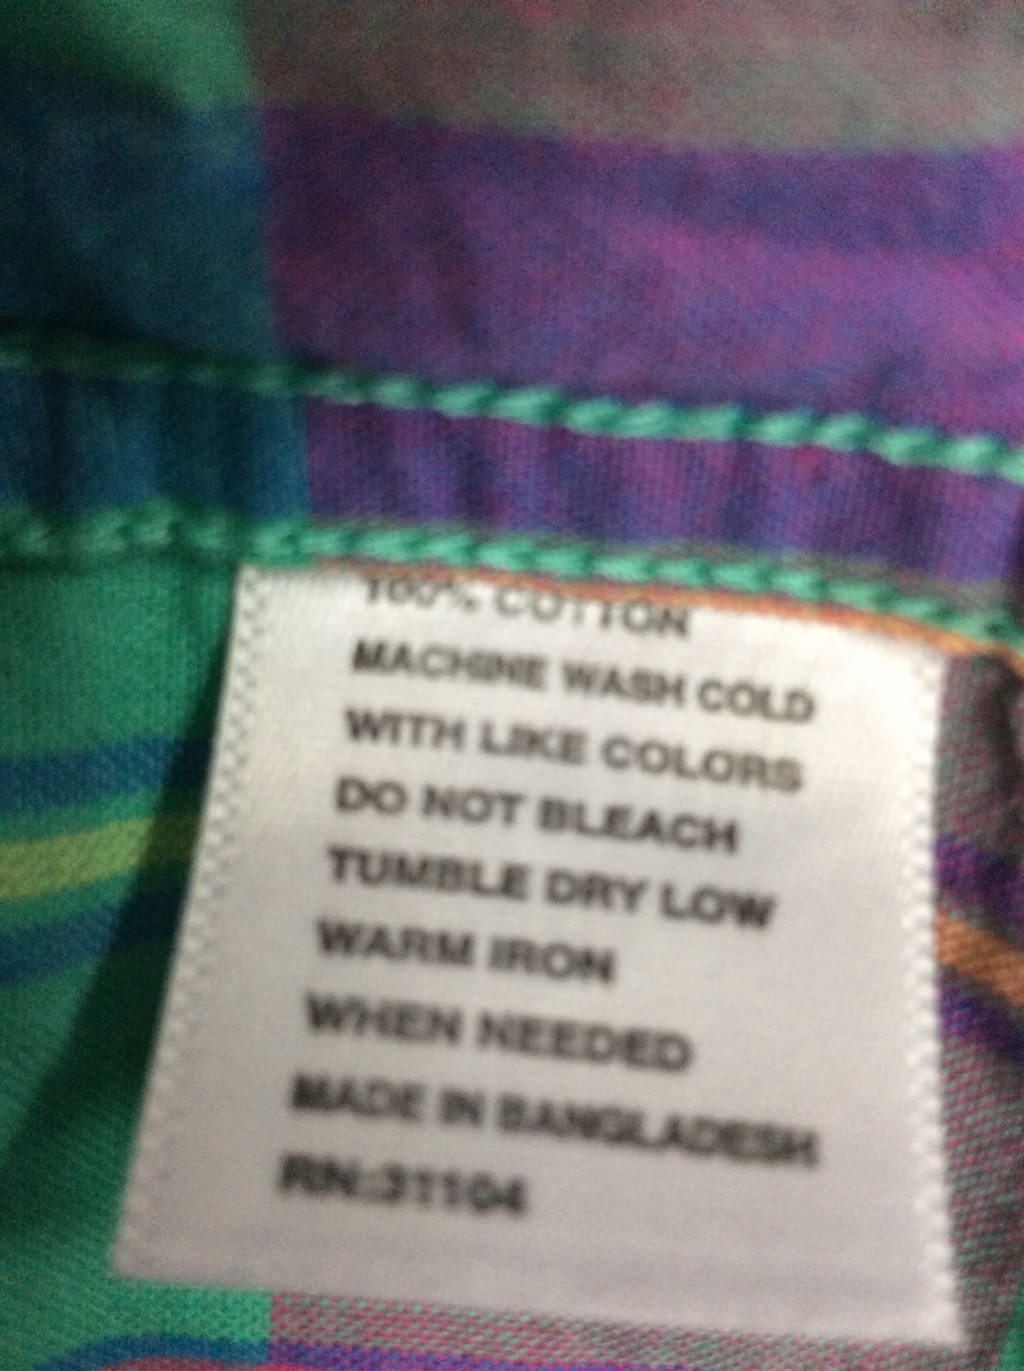 100% COTTON
MACHINE WASH COLD
WITH LIKE COLORS
DO NOT BLEACH
TUMBLE DRY LOW
WARM IRON
WHEN NEEDED
MADE IN BANGLADESH
RN:31104